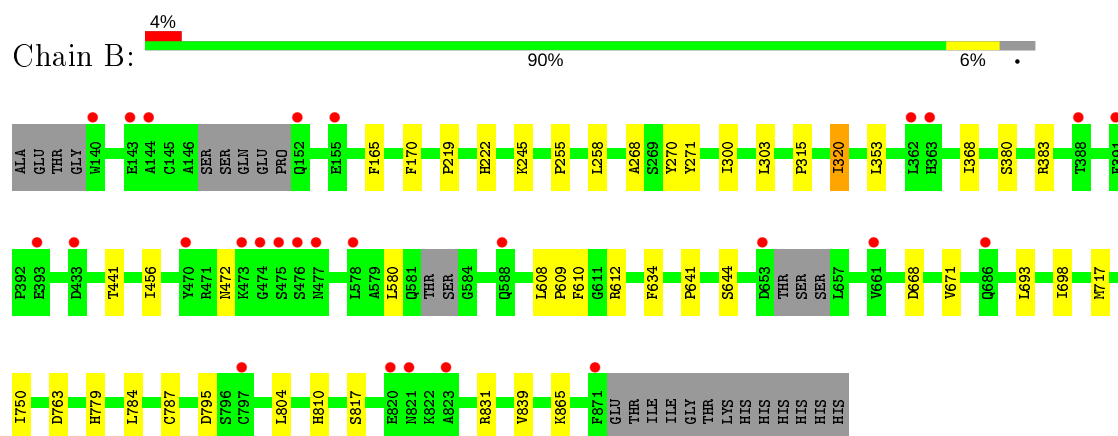 4%
Chain B:
90% 6%
ALA GLU THR GLY W140 E143 A144 C145 A146 SER SER GLN GLU PRO Q152 E155 F165 F170 P219 H222 K245 P255 L258 A268 S269 Y270 Y271 I300 L303 P315 I320 L353 L362 H363 I368 S380 R383 T388
P392 E393 D433 T441 I456 Y470 R471 N472 K473 G474 S475 S476 N477 L578 A579 L580 Q581 THR SER G584 Q588 L608 P609 F610 G611 R612 F634 P641 S644 D653 THR SER SER L657 V661 D668 V671 Q686 L693 I698 M717
I750 D763 H779 L784 C787 D795 S796 C797 L804 H810 S817 E820 N821 K822 A823 R831 V839 K865 F871 GLU THR ILE ILE GLY THR LYS HIS HIS HIS HIS HIS HIS